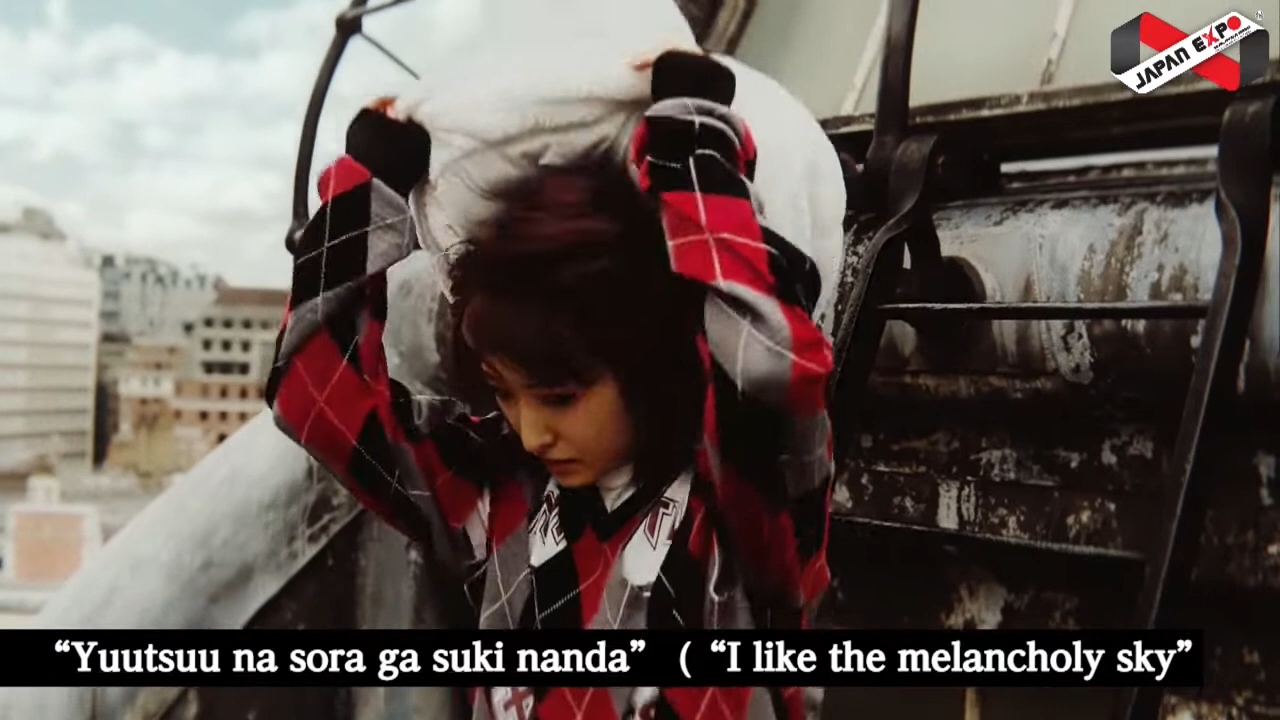 JAPAN EXPO
“Yuutsuu na sora ga suki nanda” ( “I like the melancholy sky”